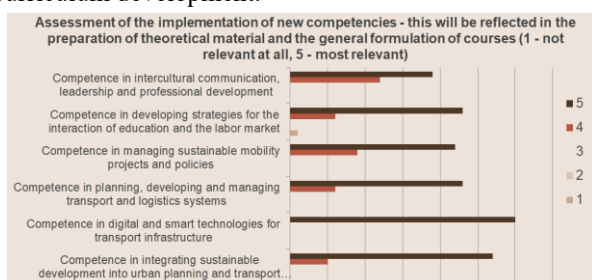 curriculum development.
Assessment of the implementation of new competencies - this will be reflected in the
preparation of theoretical material and the general formulation of courses (1 - not
relevant at all, 5 - most relevant)
Competence in intercultural communication,
leadership and professional development
Competence in developing strategies for the
interaction of education and the labor market
Competence in managing sustainable mobility
projects and policies
Competence in planning, developing and managing
transport and logistics systems
Competence in digital and smart technologies for
transport infrastructure
Competence in integrating sustainable
development into urban planning and transport...
5
4
3
2
1